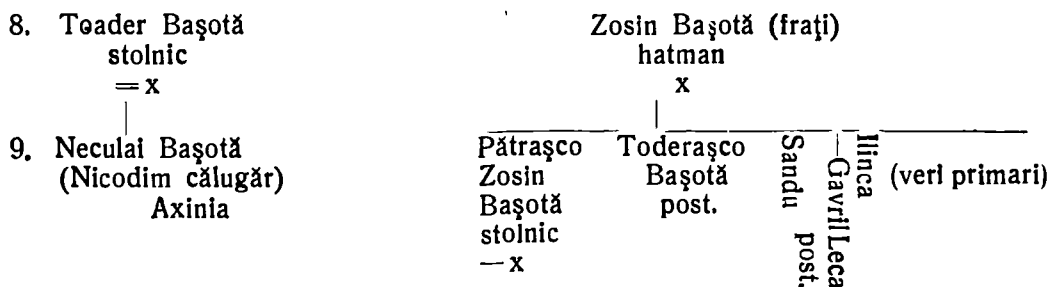 8. Toader Başotă
stolnic
= x
Zosin Başotă (fraţi)
hatman
x
9. Neculai Başotă
(Nicodim călugăr)
Axinia
Pătraşco
Zosin
Başotă
stolnic
— x
Toderaşco
Başotă
post.
Sandu post.
Gavril Leca
Ilinca
(veri primari)